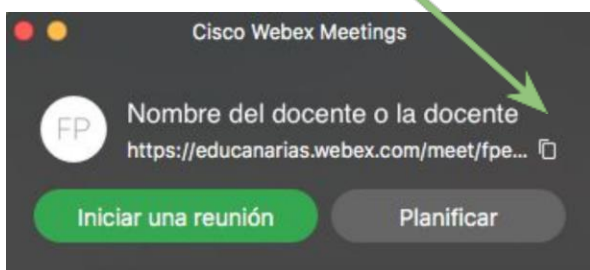 Cisco Webex Meetings
FP
Nombre del docente o la docente
https://educanarias.webex.com/meet/fpe...
Iniciar una reunión
Planificar